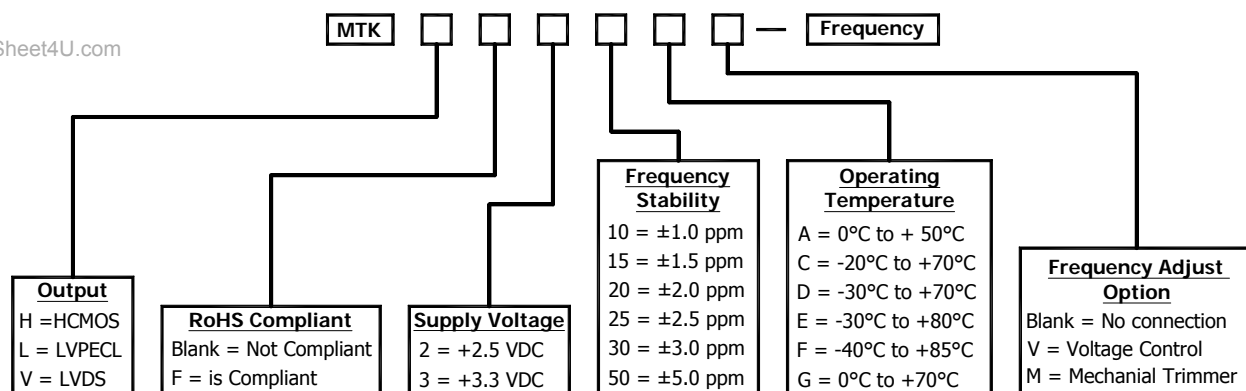 MTK — Frequency
Sheet4U.com
Output
H =HCMOS
L = LVPECL
V = LVDS
RoHS Compliant
Blank = Not Compliant
F = is Compliant
Supply Voltage
2 = +2.5 VDC
3 = +3.3 VDC
Frequency
Stability
10 = ±1.0 ppm
15 = ±1.5 ppm
20 = ±2.0 ppm
25 = ±2.5 ppm
30 = ±3.0 ppm
50 = ±5.0 ppm
Operating
Temperature
A = 0°C to + 50°C
C = -20°C to +70°C
D = -30°C to +70°C
E = -30°C to +80°C
F = -40°C to +85°C
G = 0°C to +70°C
Frequency Adjust
Option
Blank = No connection
V = Voltage Control
M = Mechanial Trimmer